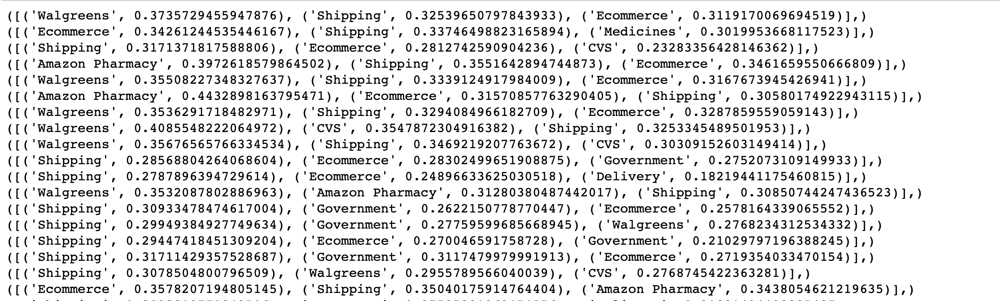 ([('Walgreens', 0.3735729455947876), ('Shipping', 0.32539650797843933), ('Ecommerce', 0.3119170069694519)],)
([('Ecommerce', 0.34261244535446167), ('Shipping', 0.33746498823165894), ('Medicines', 0.3019953668117523)],)
([('Shipping', 0.3171371817588806), ('Ecommerce', 0.2812742590904236), ('CVS', 0.23283356428146362)],)
([('Amazon Pharmacy', 0.3972618579864502), ('Shipping', 0.3551642894744873), ('Ecommerce', 0.3461659550666809)],)
([('Walgreens', 0.35508227348327637), ('Shipping', 0.3339124917984009), ('Ecommerce', 0.3167673945426941)],)
([('Amazon Pharmacy', 0.4432898163795471), ('Ecommerce', 0.31570857763290405), ('Shipping', 0.30580174922943115)],)
([('Walgreens', 0.3536291718482971), ('Shipping', 0.3294084966182709), ('Ecommerce', 0.3287859559059143)],)
([('Walgreens', 0.4085548222064972), ('CVS', 0.3547872304916382), ('Shipping', 0.3253345489501953)],)
([('Walgreens', 0.35676565766334534), ('Shipping', 0.3469219207763672), ('CVS', 0.30309152603149414)],)
([('Shipping', 0.28568804264068604), ('Ecommerce', 0.28302499651908875), ('Government', 0.2752073109149933)],)
([('Shipping', 0.2787896394729614), ('Ecommerce', 0.24896633625030518), ('Delivery', 0.18219441175460815)],)
([('Walgreens', 0.3532087802886963), ('Amazon Pharmacy', 0.31280380487442017), ('Shipping', 0.30850744247436523)],)
([('Shipping', 0.30933478474617004), ('Government', 0.2622150778770447), ('Ecommerce', 0.2578164339065552)],)
([('Shipping', 0.29949384927749634), ('Government', 0.27759599685668945), ('Walgreens', 0.2768234312534332)],)
([('Shipping', 0.29447418451309204), ('Ecommerce', 0.270046591758728), ('Government', 0.21029797196388245)],)
([('Shipping', 0.31711429357528687), ('Government', 0.3117479979991913), ('Ecommerce', 0.2719354033470154)],)
([('Shipping', 0.3078504800796509), ('Walgreens', 0.2955789566040039), ('CVS', 0.2768745422363281)],)
([('Ecommerce', 0.3578207194805145), ('Shipping', 0.35040175914764404), ('Amazon Pharmacy', 0.3438054621219635)],)